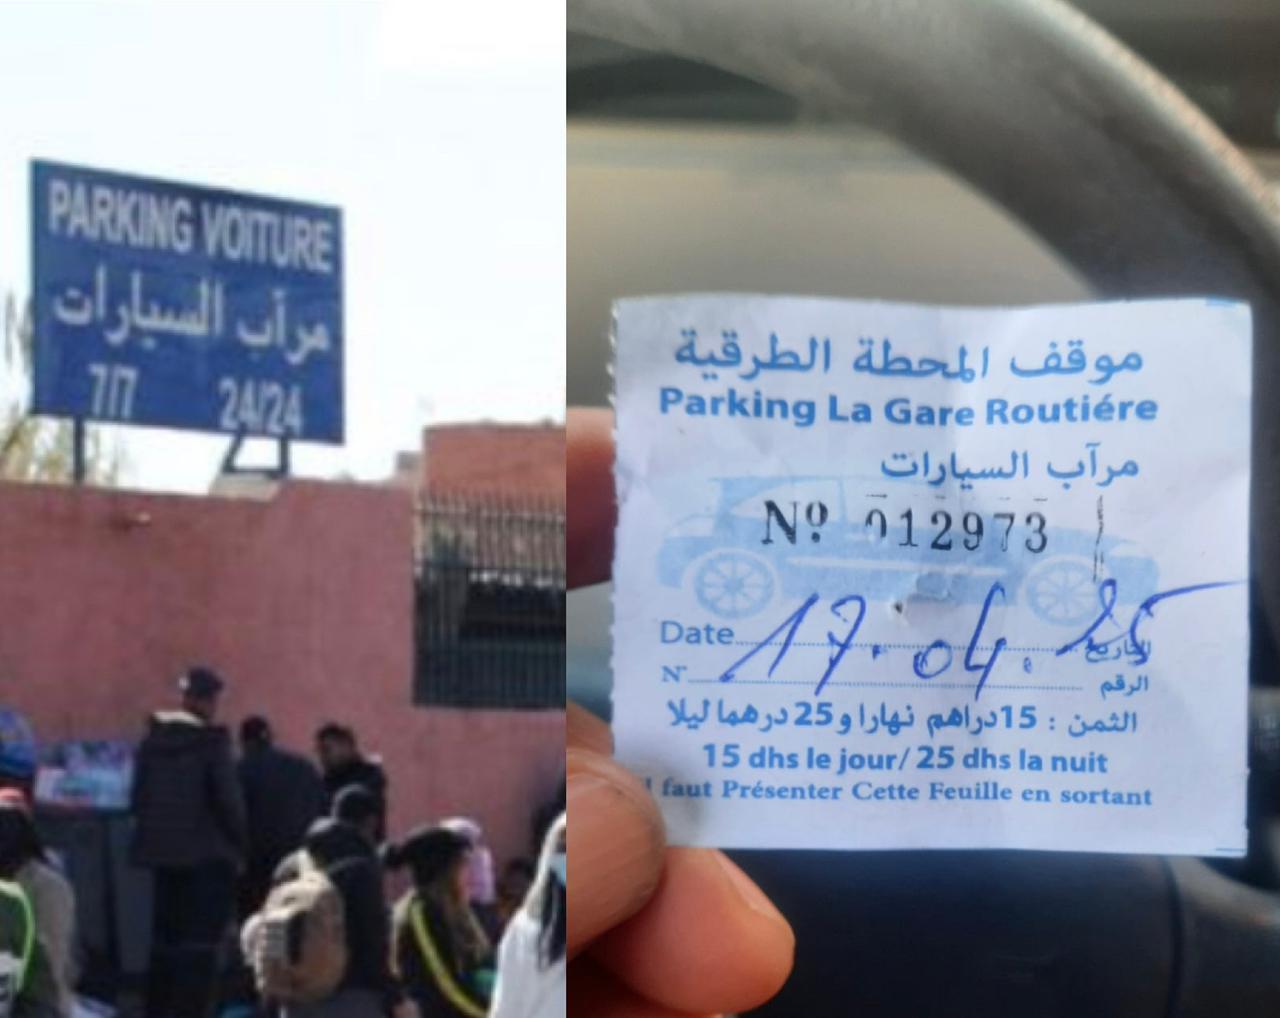 PARKING VOITURE
مرآب السيارات
7/7 24/24
موقف المحطة الطرقية
Parking La Gare Routiére
مرآب السيارات
Nº 012973
Date 17.04.25 التاريخ
N° الرقم
الثمن : 15دراهم نهارا و 25 درهما ليلا
15 dhs le jour/ 25 dhs la nuit
l faut Présenter Cette Feuille en sortant